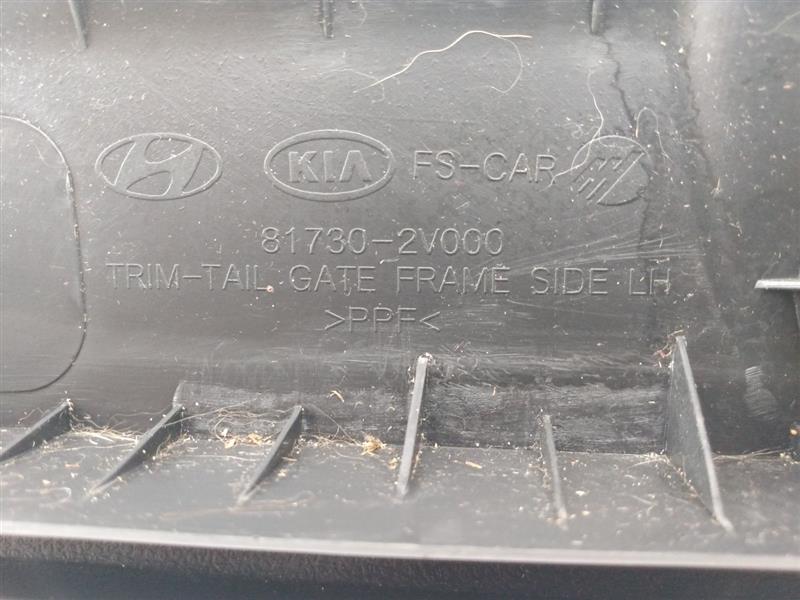 KIA FS-CAR
81730-2V000
TRIM-TAIL GATE FRAME SIDE LH
>PPF<